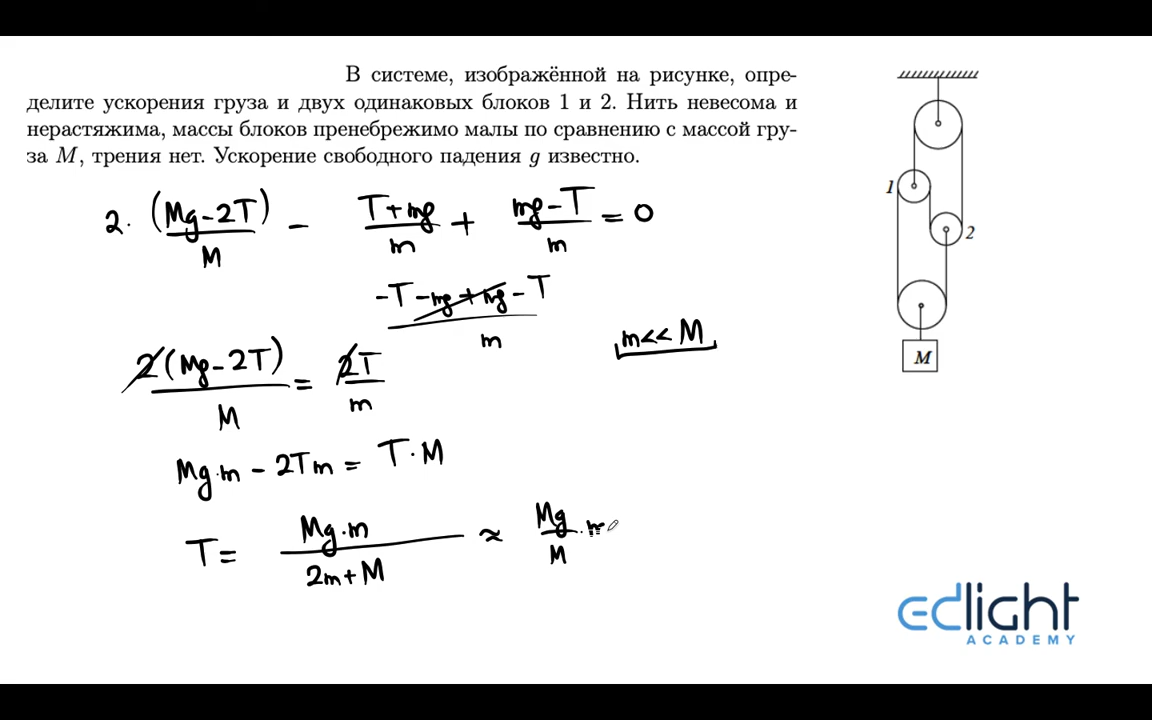 В системе, изображённой на рисунке, опре-
делите ускорения груза и двух одинаковых блоков 1 и 2. Нить невесома и
нерастяжима, массы блоков пренебрежимо малы по сравнению с массой гру-
за M, трения нет. Ускорение свободного падения g известно.
2. (Mg-2T)/M - (T+mg)/m + (mg-T)/m = 0
(-T-mg+mg-T)/m
m<<M
2(Mg-2T)/M = 2T/m
Mg·m - 2Tm = T·M
T = Mg·m/(2m+M) ≈ Mg/M · m
1
2
M
edlight
ACADEMY